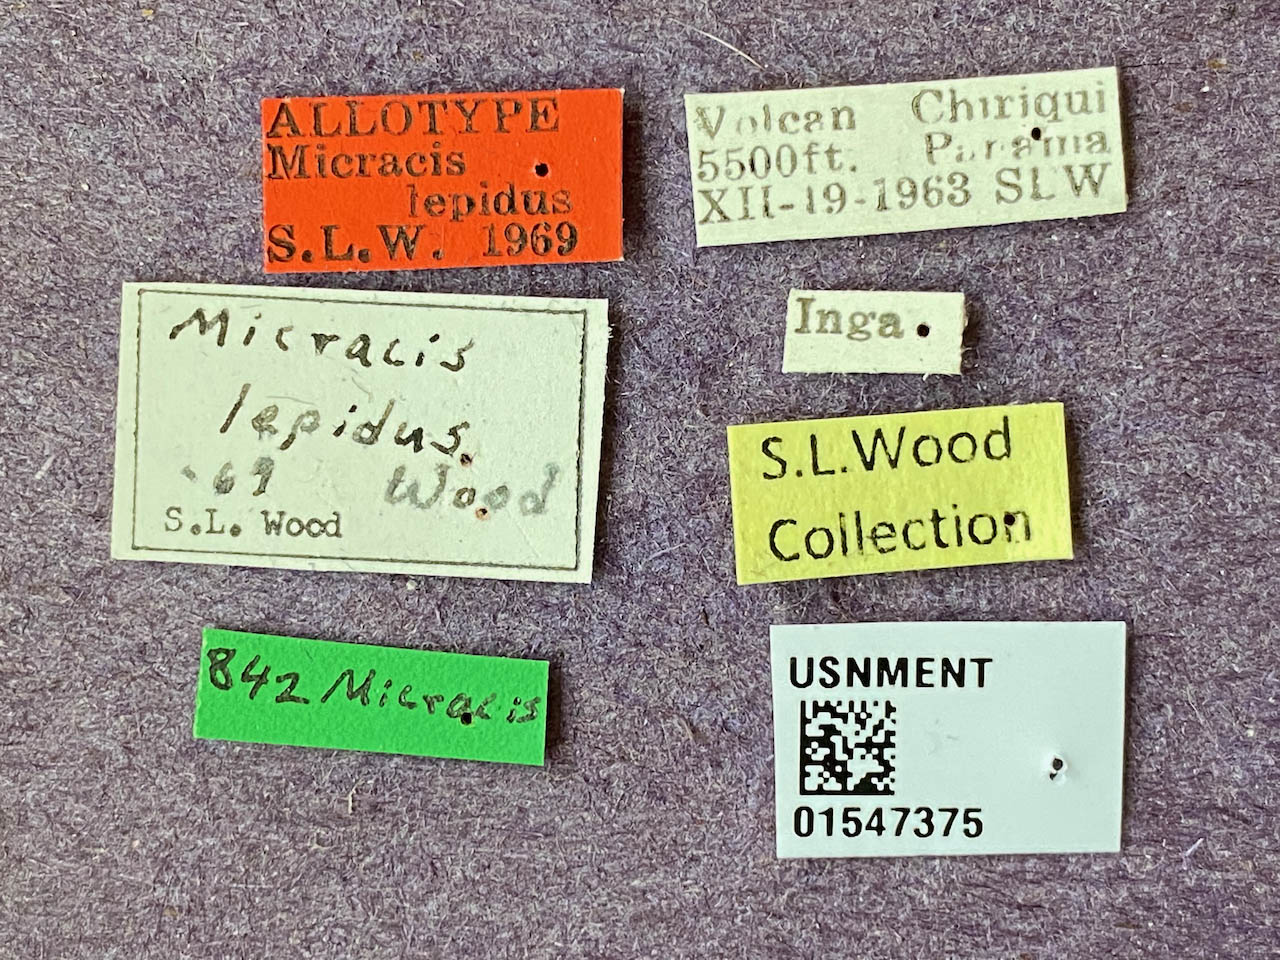 ALLOTYPE
Micracis
lepidus
S.L.W. 1969
Volcan Chiriqui
5500ft. Panama
XII-19-1963 SLW
Micracis
lepidus
-69 Wood
S.L. Wood
Inga
S.L.Wood
Collection
842 Micracis
USNMENT
01547375